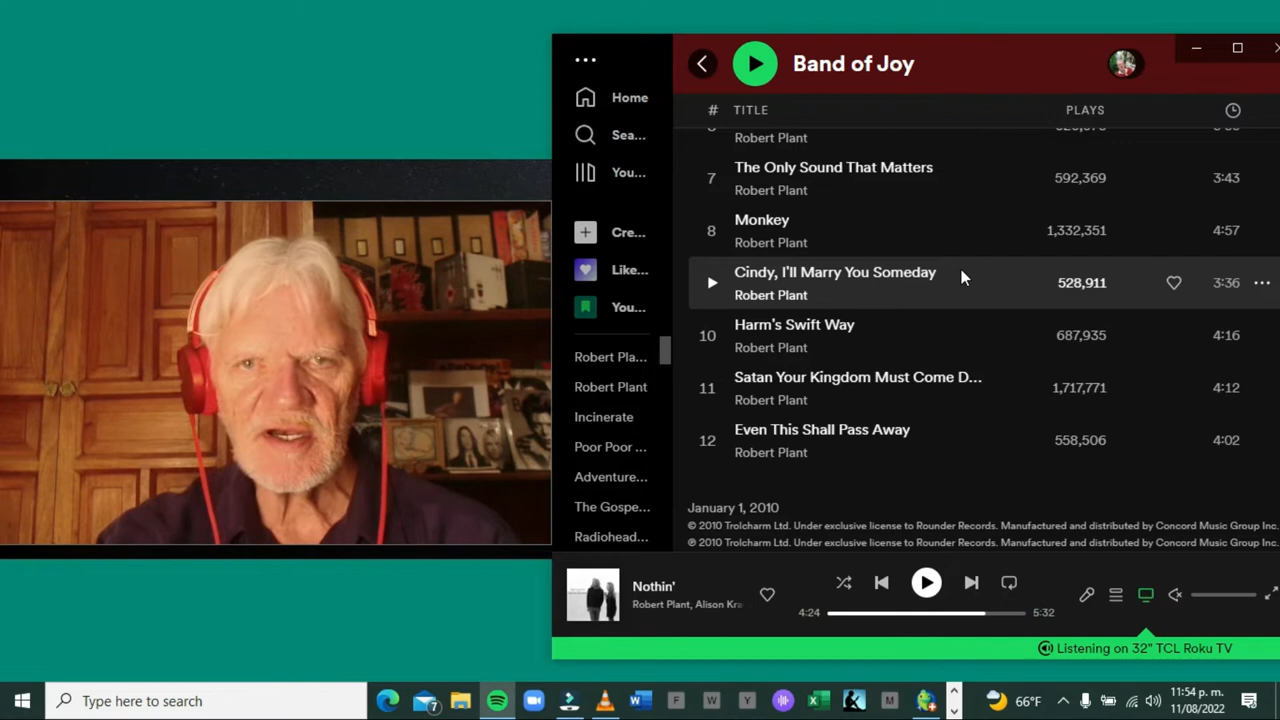 Band of Joy
Home
Sea...
You...
Cre...
Like...
You...
Robert Pla...
Robert Plant
Incinerate
Poor Poor ...
Adventure...
The Gospe...
Radiohead...
# TITLE PLAYS
Robert Plant
7 The Only Sound That Matters 592,369 3:43
Robert Plant
8 Monkey 1,332,351 4:57
Robert Plant
Cindy, I'll Marry You Someday 528,911 3:36
Robert Plant
10 Harm's Swift Way 687,935 4:16
Robert Plant
11 Satan Your Kingdom Must Come D... 1,717,771 4:12
Robert Plant
12 Even This Shall Pass Away 558,506 4:02
Robert Plant
January 1, 2010
© 2010 Trolcharm Ltd. Under exclusive license to Rounder Records. Manufactured and distributed by Concord Music Group Inc.
℗ 2010 Trolcharm Ltd. Under exclusive license to Rounder Records. Manufactured and distributed by Concord Music Group Inc.
Nothin'
Robert Plant, Alison Kra
4:24 5:32
Listening on 32" TCL Roku TV
Type here to search
7
W F W Y M
66°F
11:54 p. m.
11/08/2022